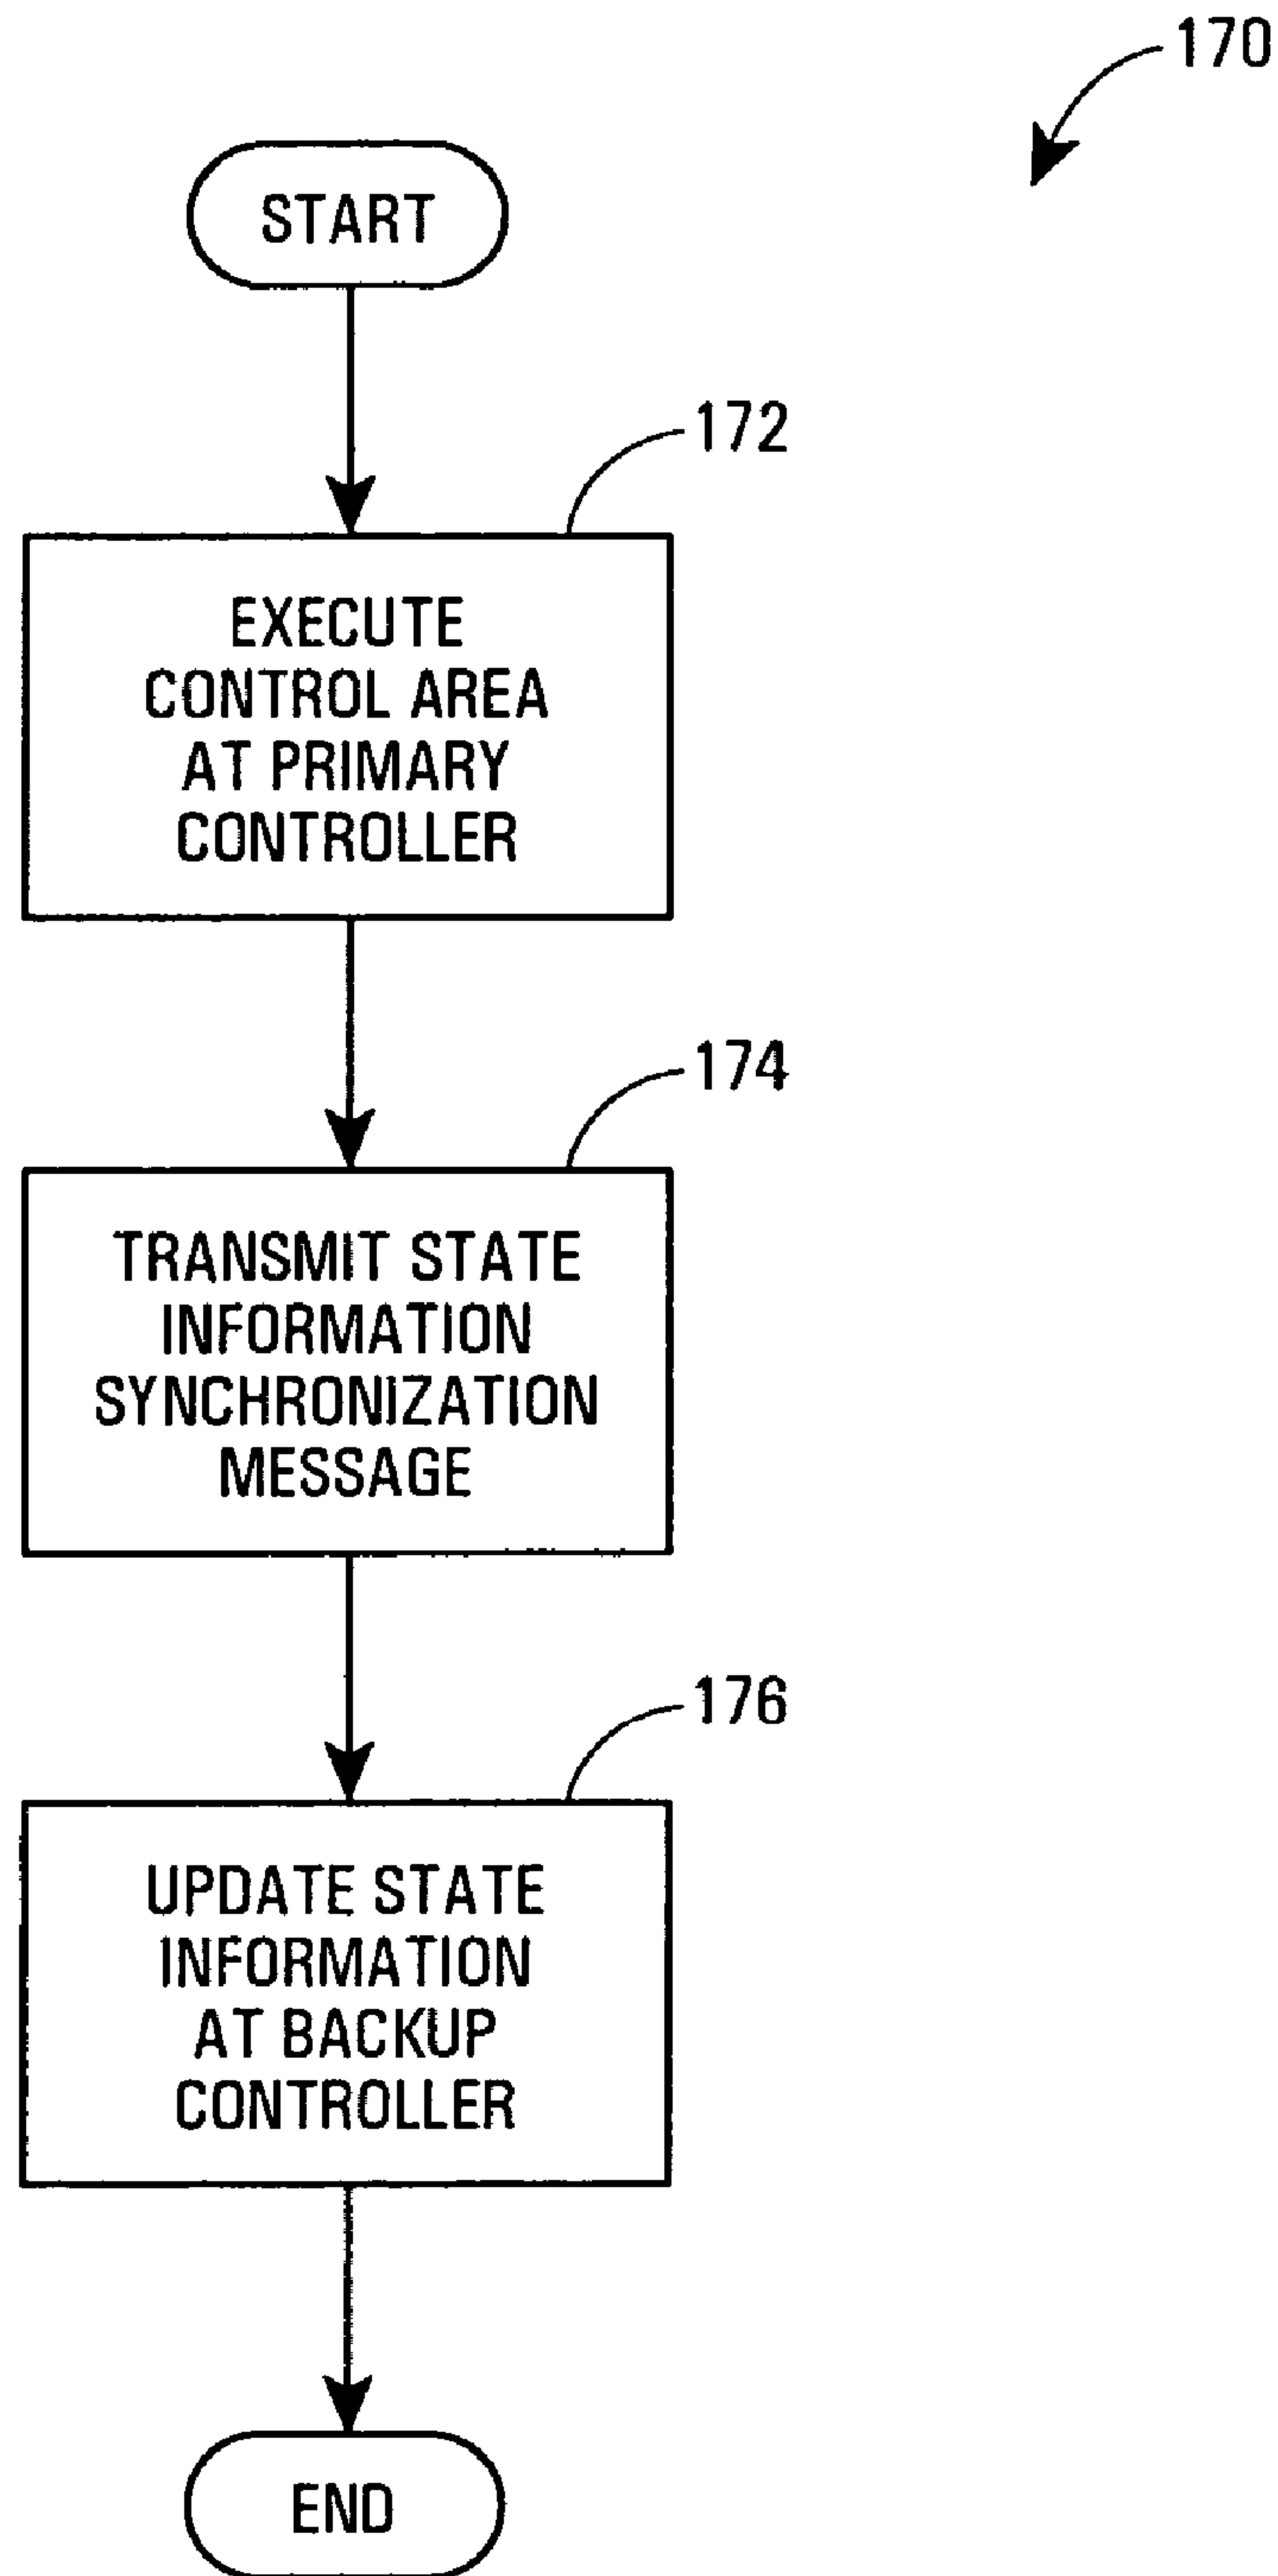 170
START
172
EXECUTE
CONTROL AREA
AT PRIMARY
CONTROLLER
174
TRANSMIT STATE
INFORMATION
SYNCHRONIZATION
MESSAGE
176
UPDATE STATE
INFORMATION
AT BACKUP
CONTROLLER
END